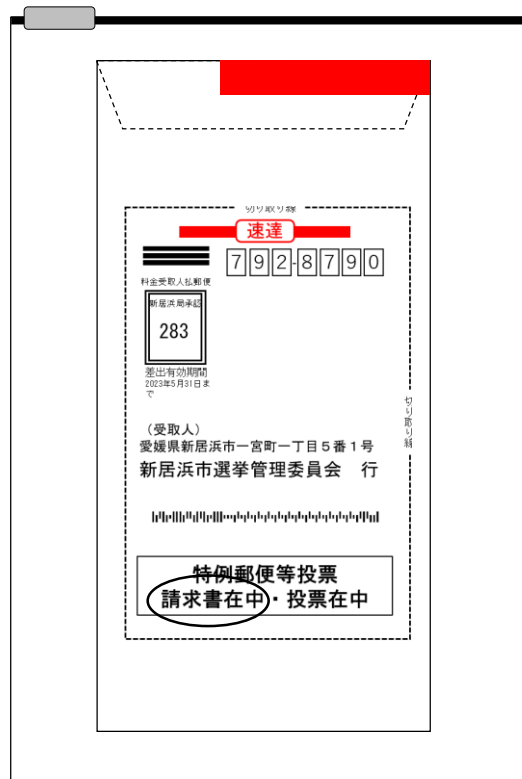 切り取り線
速達
792-8790
料金受取人払郵便
新居浜局承認
283
差出有効期間
2023年5月31日ま
で
切り取り線
(受取人)
愛媛県新居浜市一宮町一丁目5番1号
新居浜市選挙管理委員会 行
特例郵便等投票
請求書在中・投票在中